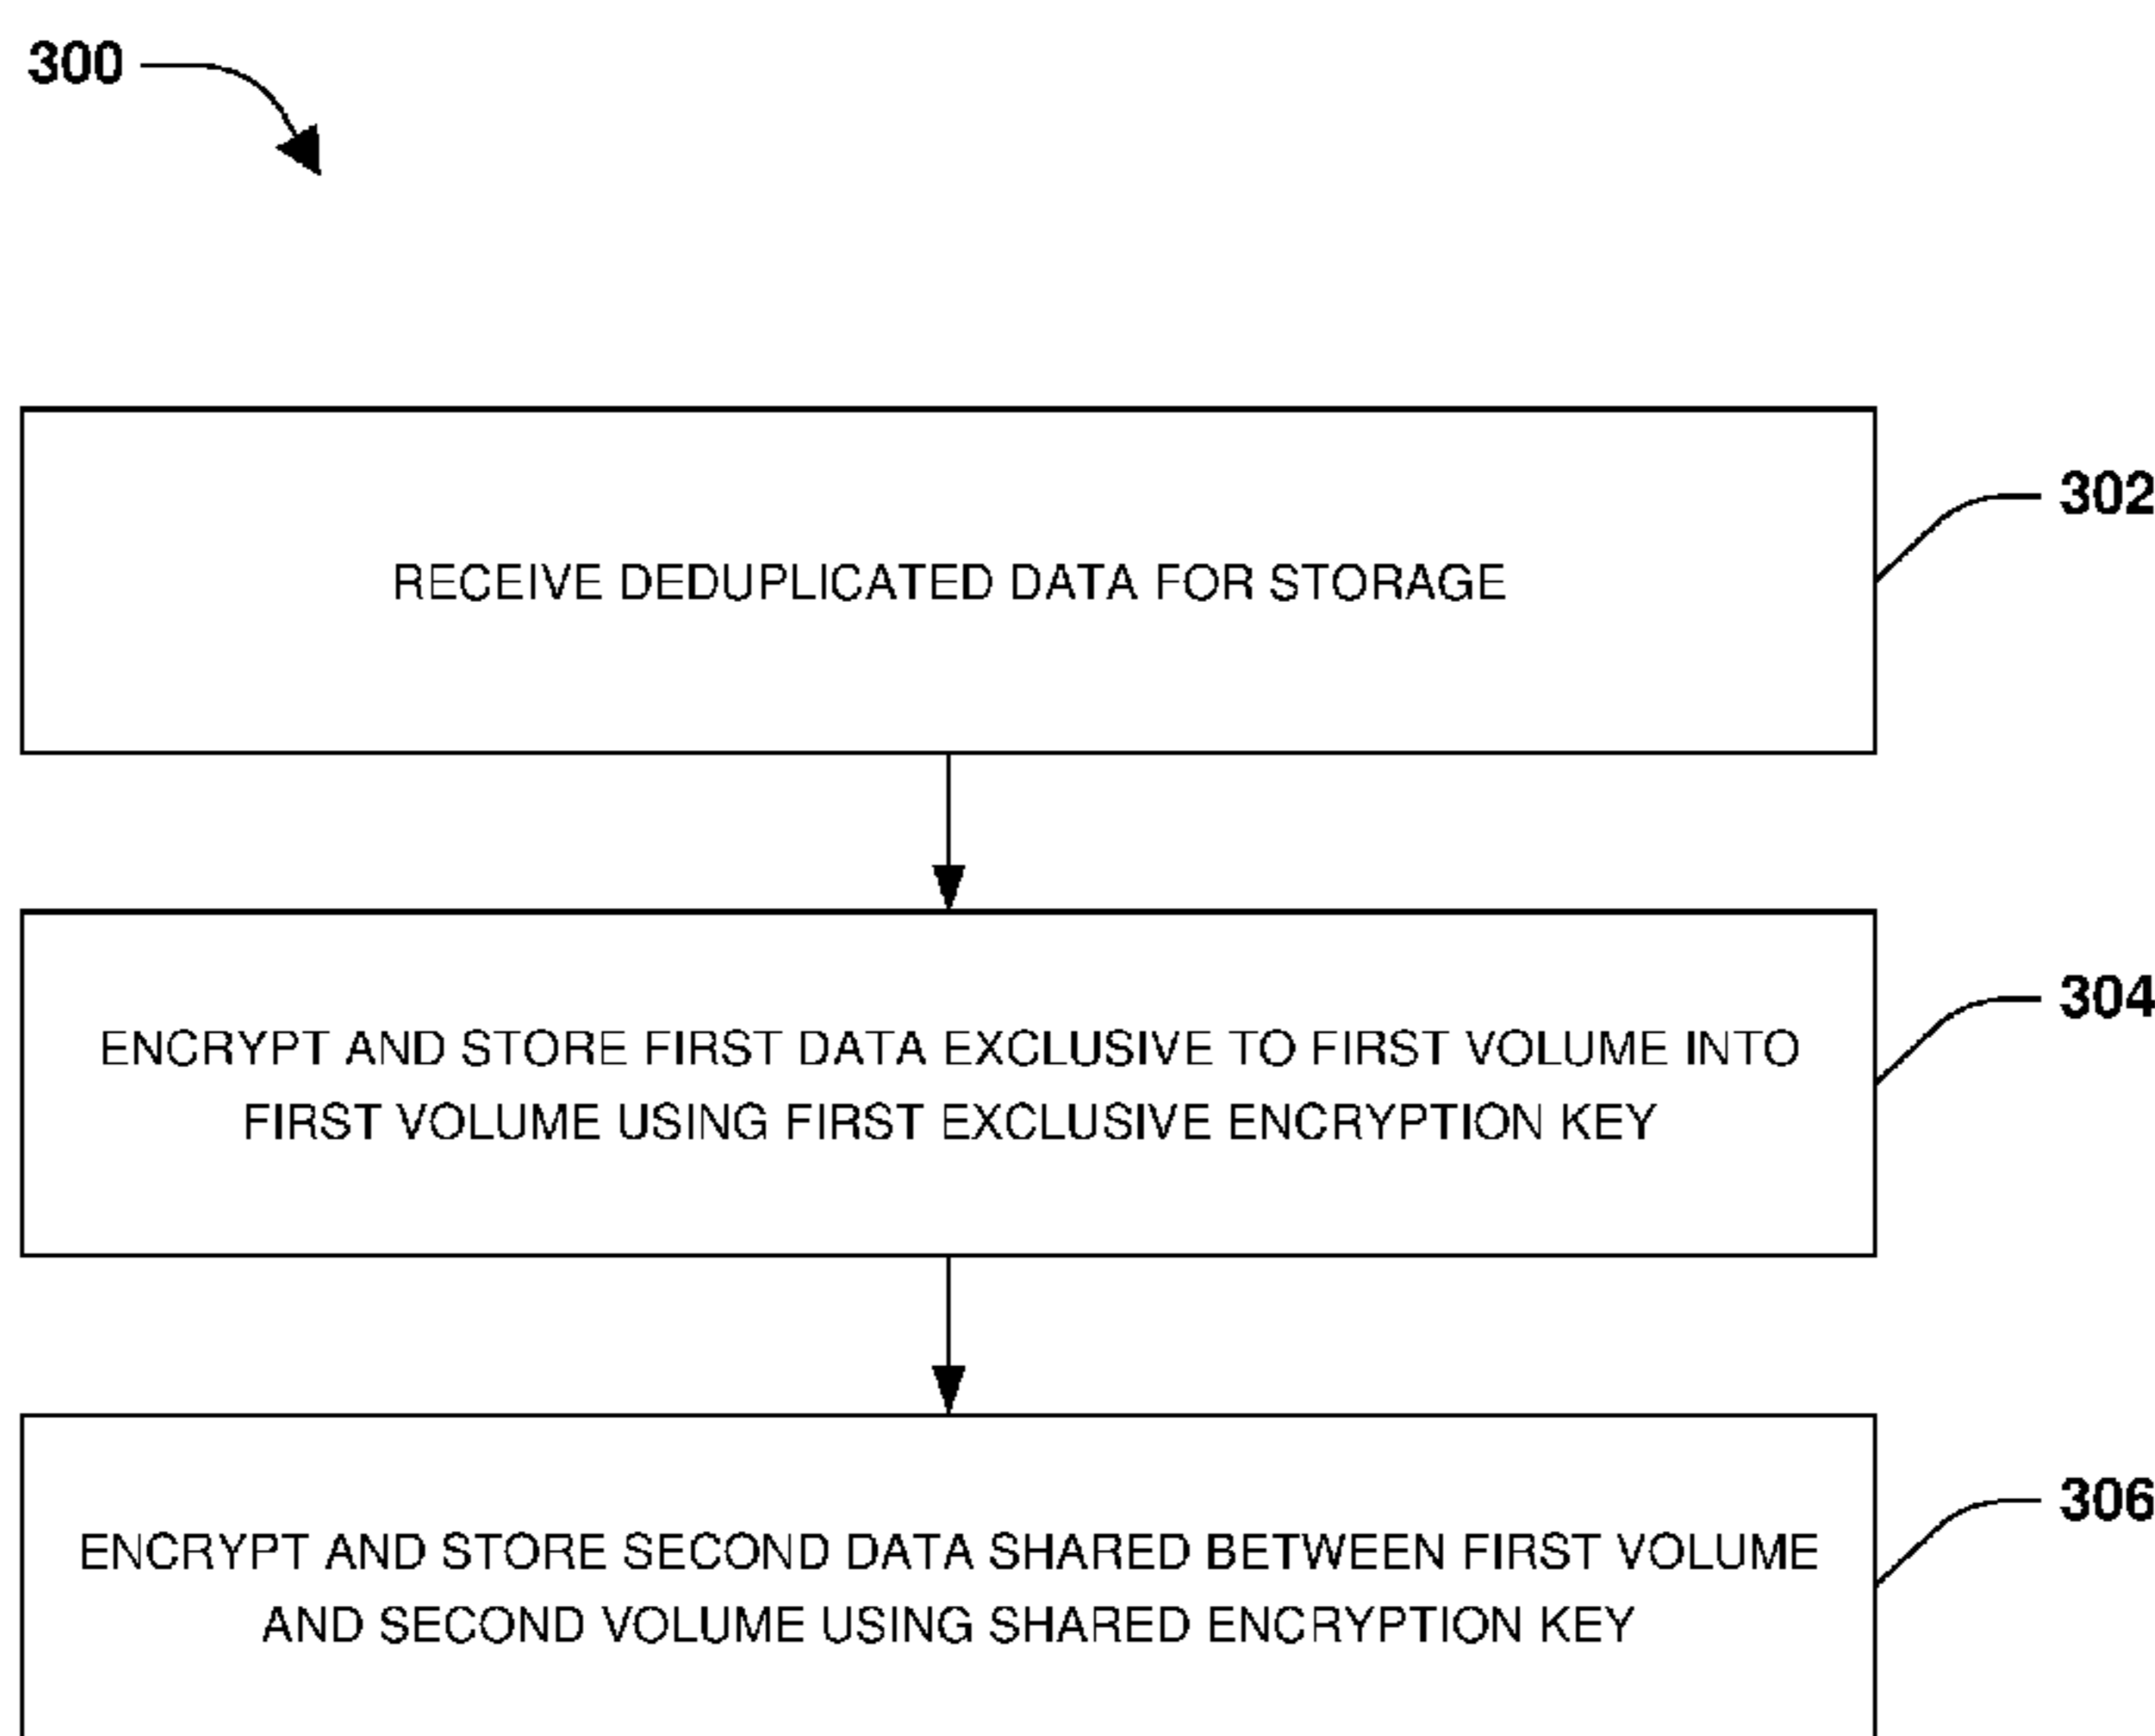 300
RECEIVE DEDUPLICATED DATA FOR STORAGE
302
ENCRYPT AND STORE FIRST DATA EXCLUSIVE TO FIRST VOLUME INTO
FIRST VOLUME USING FIRST EXCLUSIVE ENCRYPTION KEY
304
ENCRYPT AND STORE SECOND DATA SHARED BETWEEN FIRST VOLUME
AND SECOND VOLUME USING SHARED ENCRYPTION KEY
306